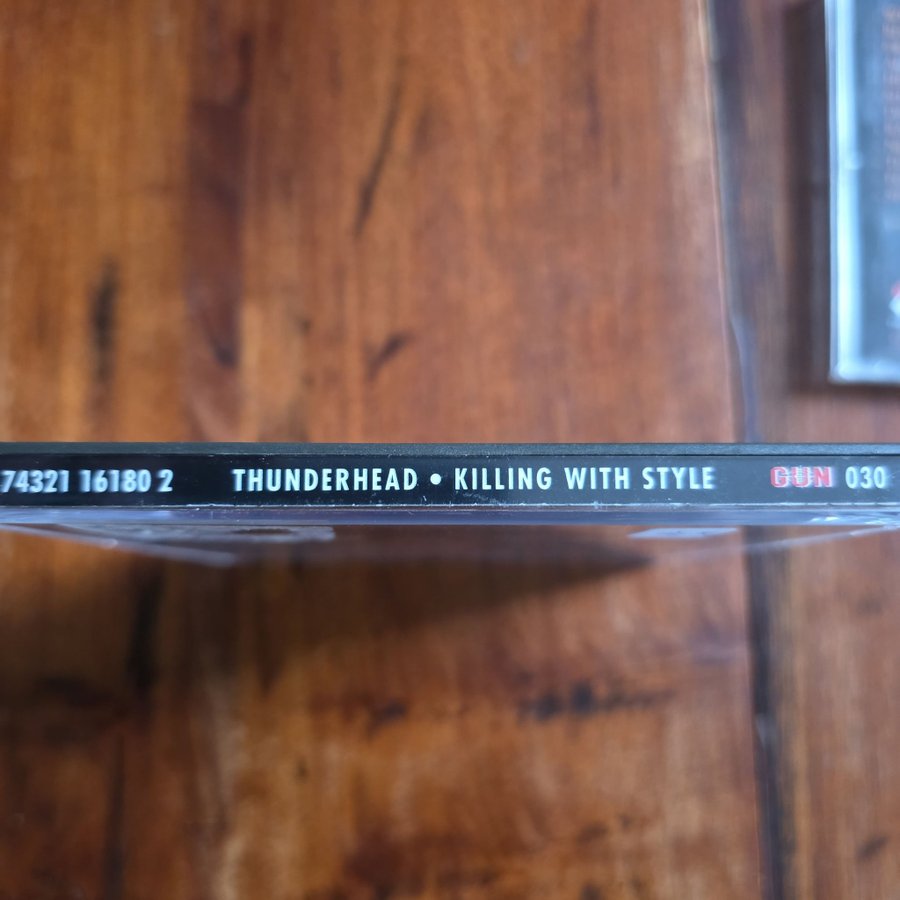 74321 16180 2 THUNDERHEAD • KILLING WITH STYLE GUN 030